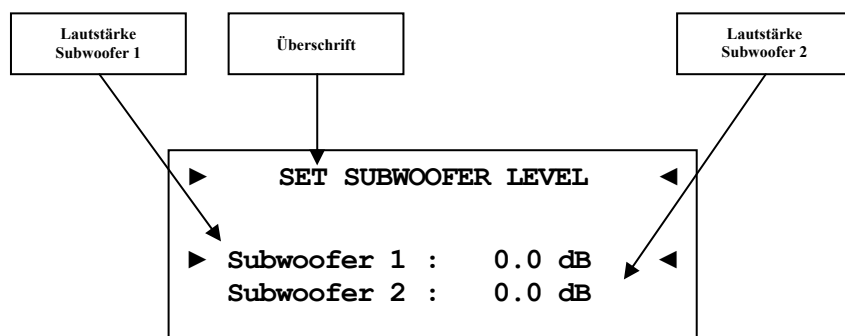 Lautstärke
Subwoofer 1
Überschrift
Lautstärke
Subwoofer 2
► SET SUBWOOFER LEVEL ◄
► Subwoofer 1 : 0.0 dB ◄
Subwoofer 2 : 0.0 dB